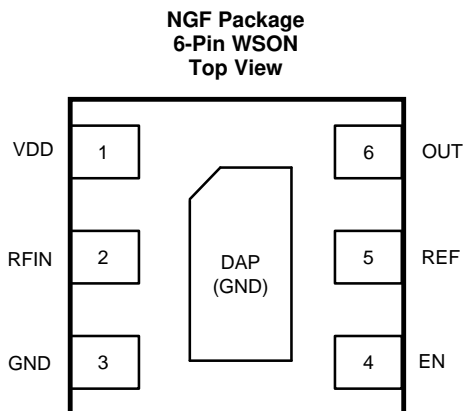 NGF Package
6-Pin WSON
Top View
VDD 1 6 OUT
RFIN 2 DAP (GND) 5 REF
GND 3 4 EN